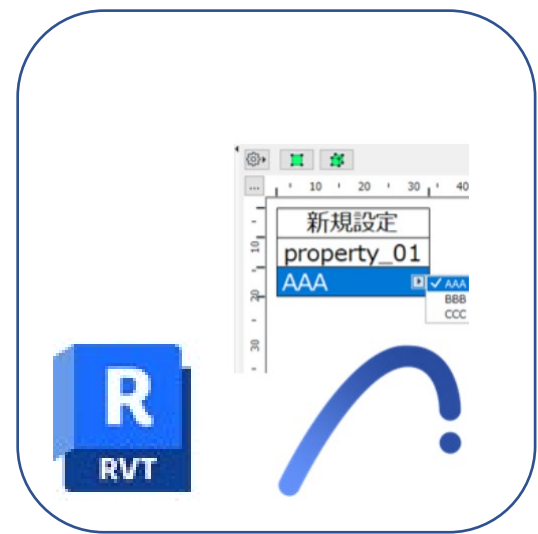 ...
10 20 30 40
新規設定
property_01
AAA
✓ AAA
BBB
CCC
10
20
30
R
RVT